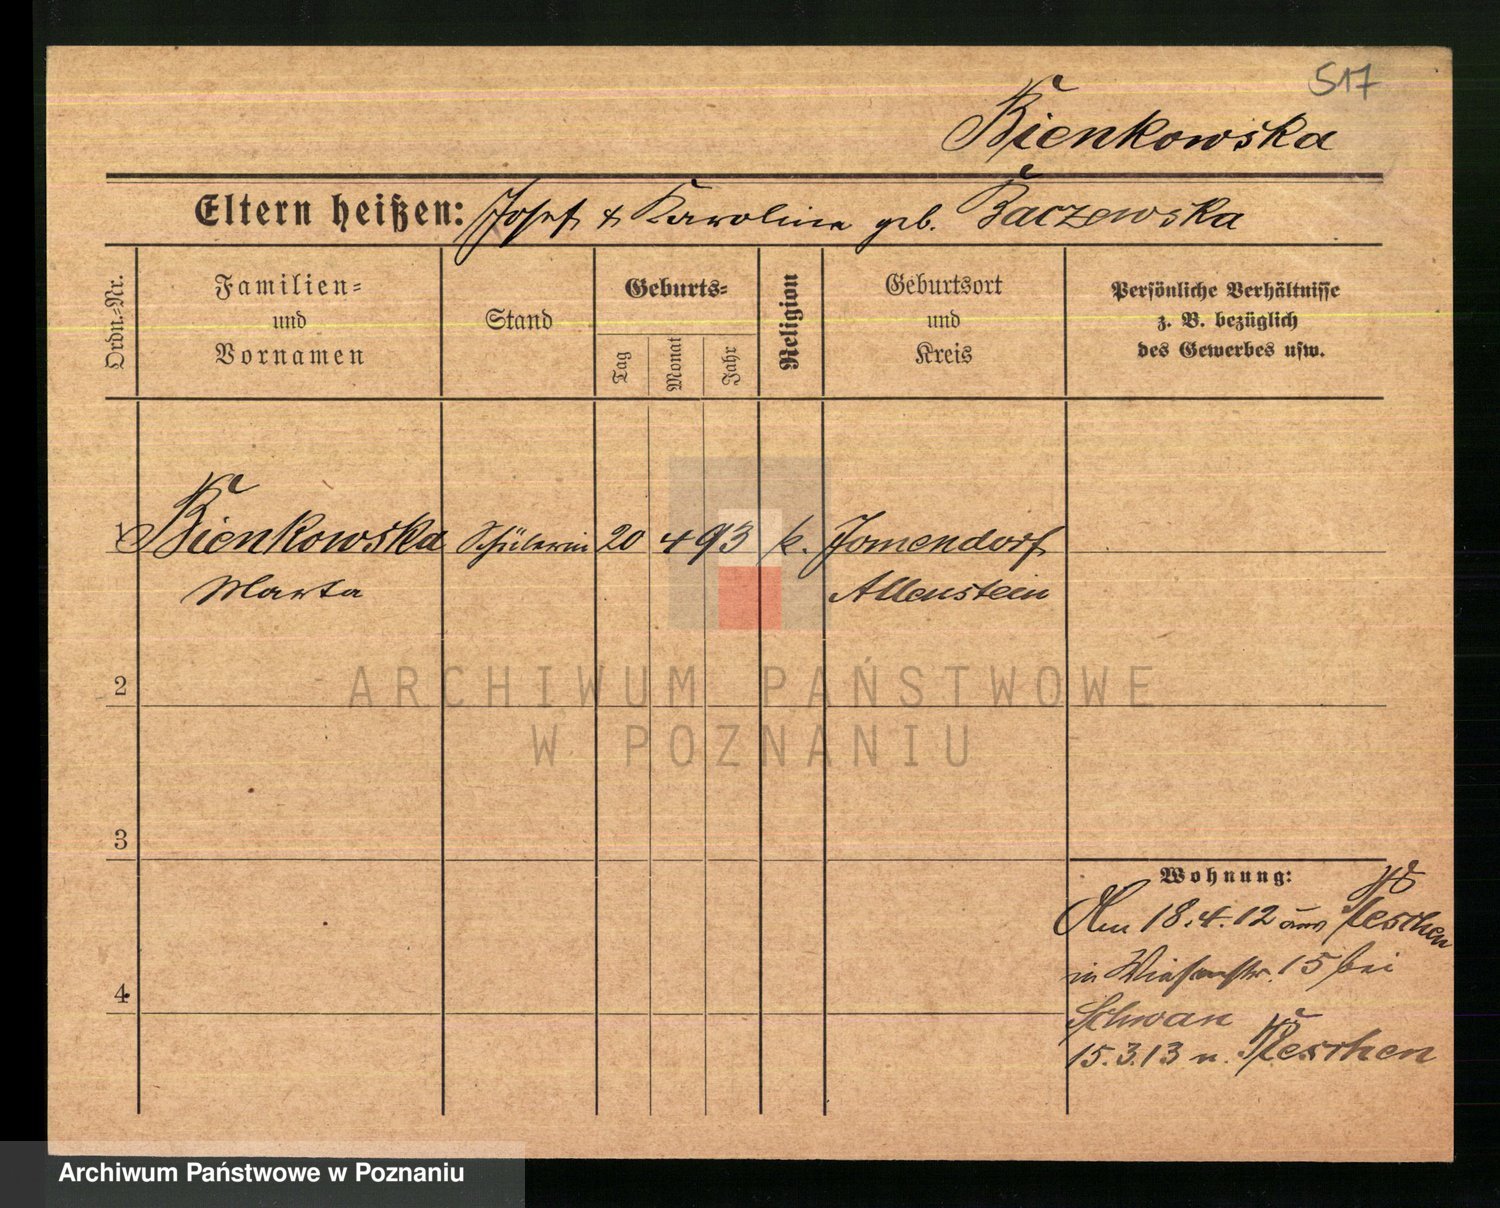 517
Bienkowska
Eltern heißen: Josef & Karoline geb. Baczewska
Ordn.-Nr.
Familien-
und
Vornamen
Stand
Geburts-
Tag
Monat
Jahr
Religion
Geburtsort
und
Kreis
Persönliche Verhältnisse
z. B. bezüglich
des Gewerbes usw.
1 Bienkowska Schülerin 20 4 93 k. Jomendorf
Marta Allenstein
2
3
4
Wohnung:
Am 18.4.12 aus
in Wiesenstr. 15 bei
Schwan
15.3.13 n. Pleschen
ARCHIWUM PAŃSTWOWE
W POZNANIU
Archiwum Państwowe w Poznaniu